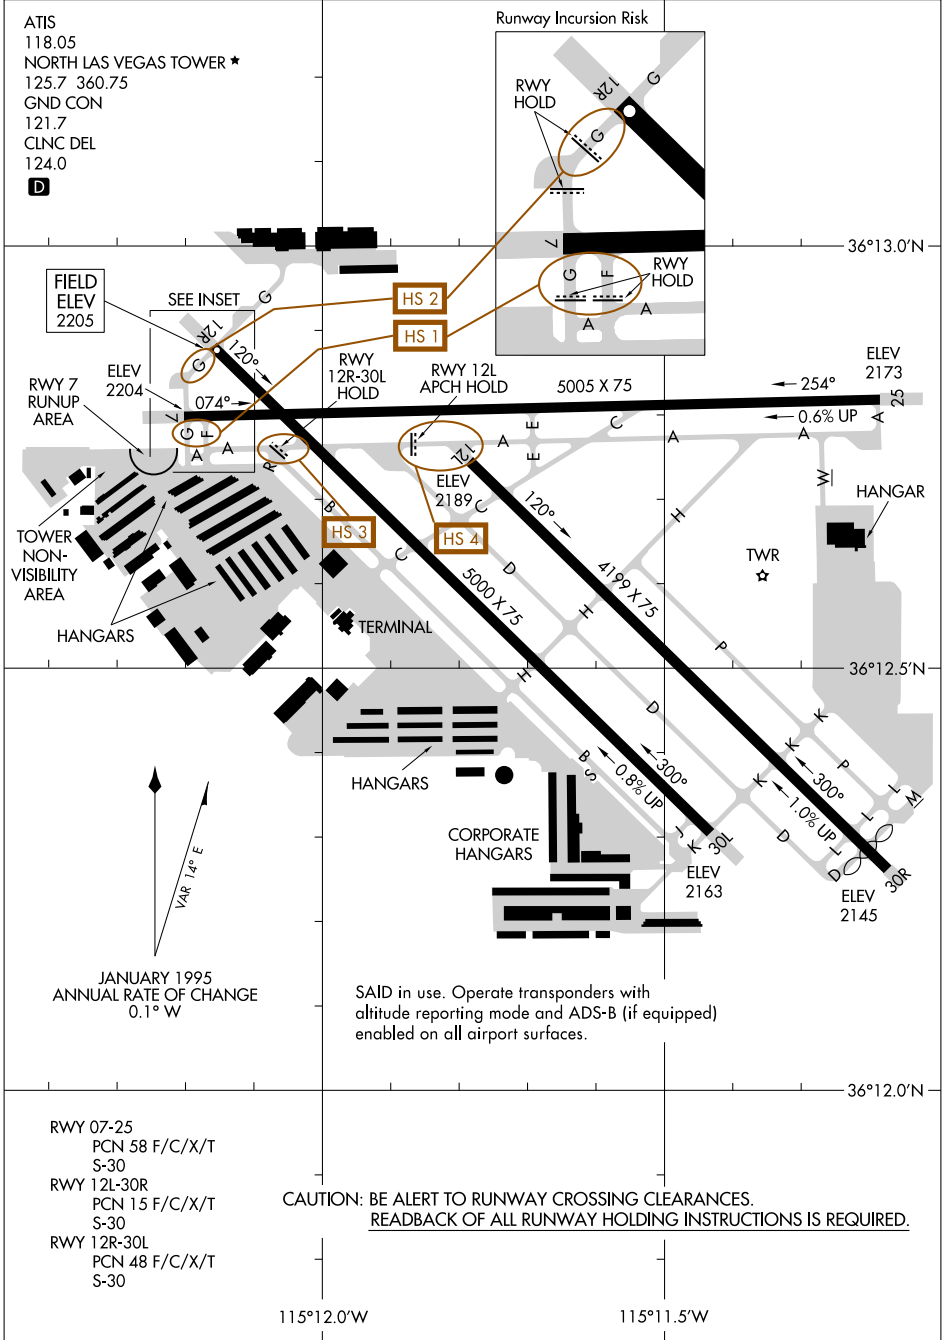 ATIS
118.05
NORTH LAS VEGAS TOWER ★
125.7 360.75
GND CON
121.7
CLNC DEL
124.0
D
Runway Incursion Risk
RWY
HOLD
12R
G
G
7
G
F
RWY
HOLD
A
A
36°13.0'N
FIELD
ELEV
2205
SEE INSET
G
HS 2
HS 1
12R
G
120°
ELEV
2204
RWY 7
RUNUP
AREA
074°
RWY
12R-30L
HOLD
RWY 12L
APCH HOLD
5005 X 75
254°
ELEV
2173
25
0.6% UP
A
7
G
F
A
A
R
B
A
E
E
C
A
A
W
12L
ELEV
2189
C
HS 3
HS 4
120°
H
HANGAR
TOWER
NON-
VISIBILITY
AREA
C
D
TWR
HANGARS
5000 X 75
4199 X 75
H
TERMINAL
P
36°12.5'N
H
D
K
K
K
P
L
M
HANGARS
B
S
300°
0.8% UP
300°
1.0% UP
L
L
D
D
CORPORATE
HANGARS
J
K
30L
ELEV
2163
30R
ELEV
2145
VAR 14° E
JANUARY 1995
ANNUAL RATE OF CHANGE
0.1° W
SAID in use. Operate transponders with
altitude reporting mode and ADS-B (if equipped)
enabled on all airport surfaces.
36°12.0'N
RWY 07-25
PCN 58 F/C/X/T
S-30
RWY 12L-30R
PCN 15 F/C/X/T
S-30
RWY 12R-30L
PCN 48 F/C/X/T
S-30
CAUTION: BE ALERT TO RUNWAY CROSSING CLEARANCES.
READBACK OF ALL RUNWAY HOLDING INSTRUCTIONS IS REQUIRED.
115°12.0'W
115°11.5'W